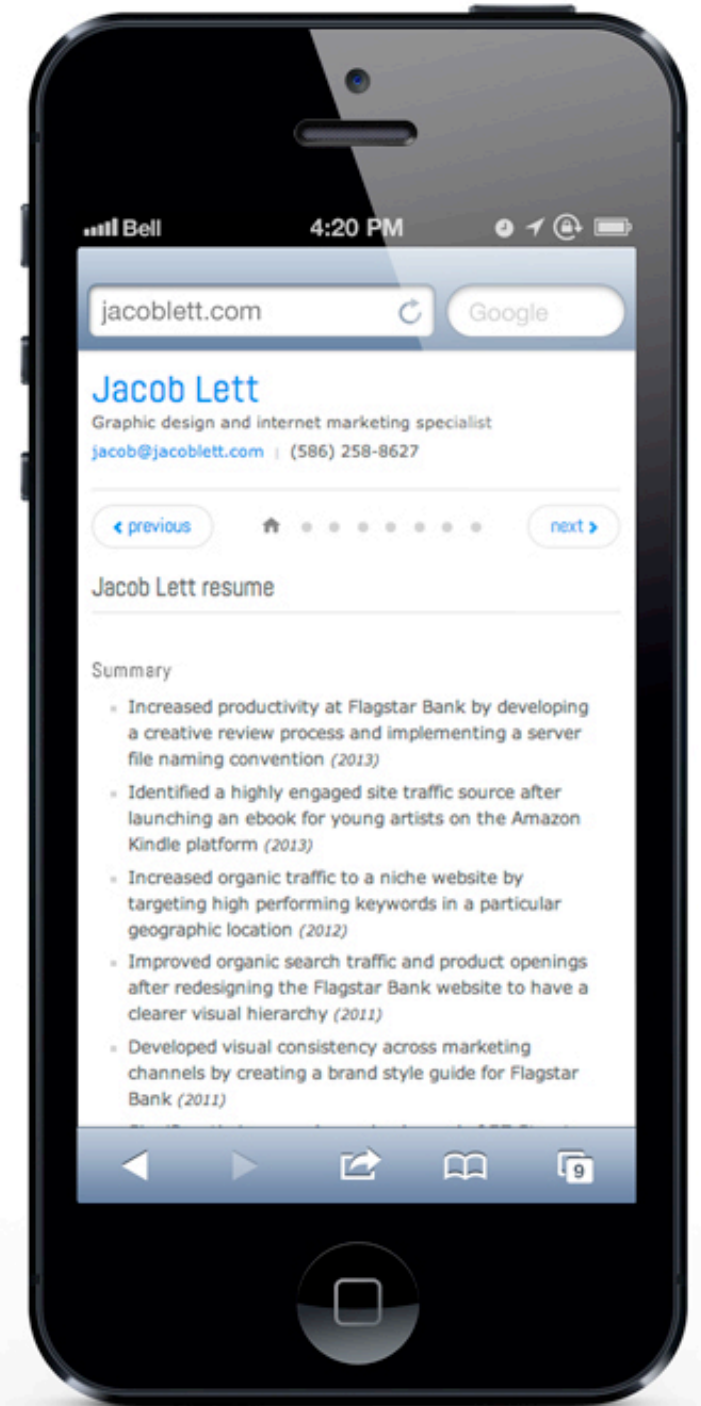 Bell 4:20 PM
jacoblett.com Google
Jacob Lett
Graphic design and internet marketing specialist
jacob@jacoblett.com | (586) 258-8627
previous next
Jacob Lett resume
Summary
Increased productivity at Flagstar Bank by developing
a creative review process and implementing a server
file naming convention (2013)
Identified a highly engaged site traffic source after
launching an ebook for young artists on the Amazon
Kindle platform (2013)
Increased organic traffic to a niche website by
targeting high performing keywords in a particular
geographic location (2012)
Improved organic search traffic and product openings
after redesigning the Flagstar Bank website to have a
clearer visual hierarchy (2011)
Developed visual consistency across marketing
channels by creating a brand style guide for Flagstar
Bank (2011)
9